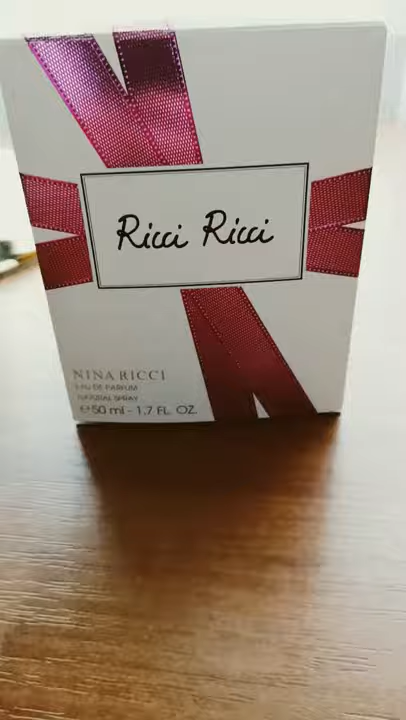 Ricci Ricci
NINA RICCI
EAU DE PARFUM
NATURAL SPRAY
℮50 ml - 1.7 FL. OZ.